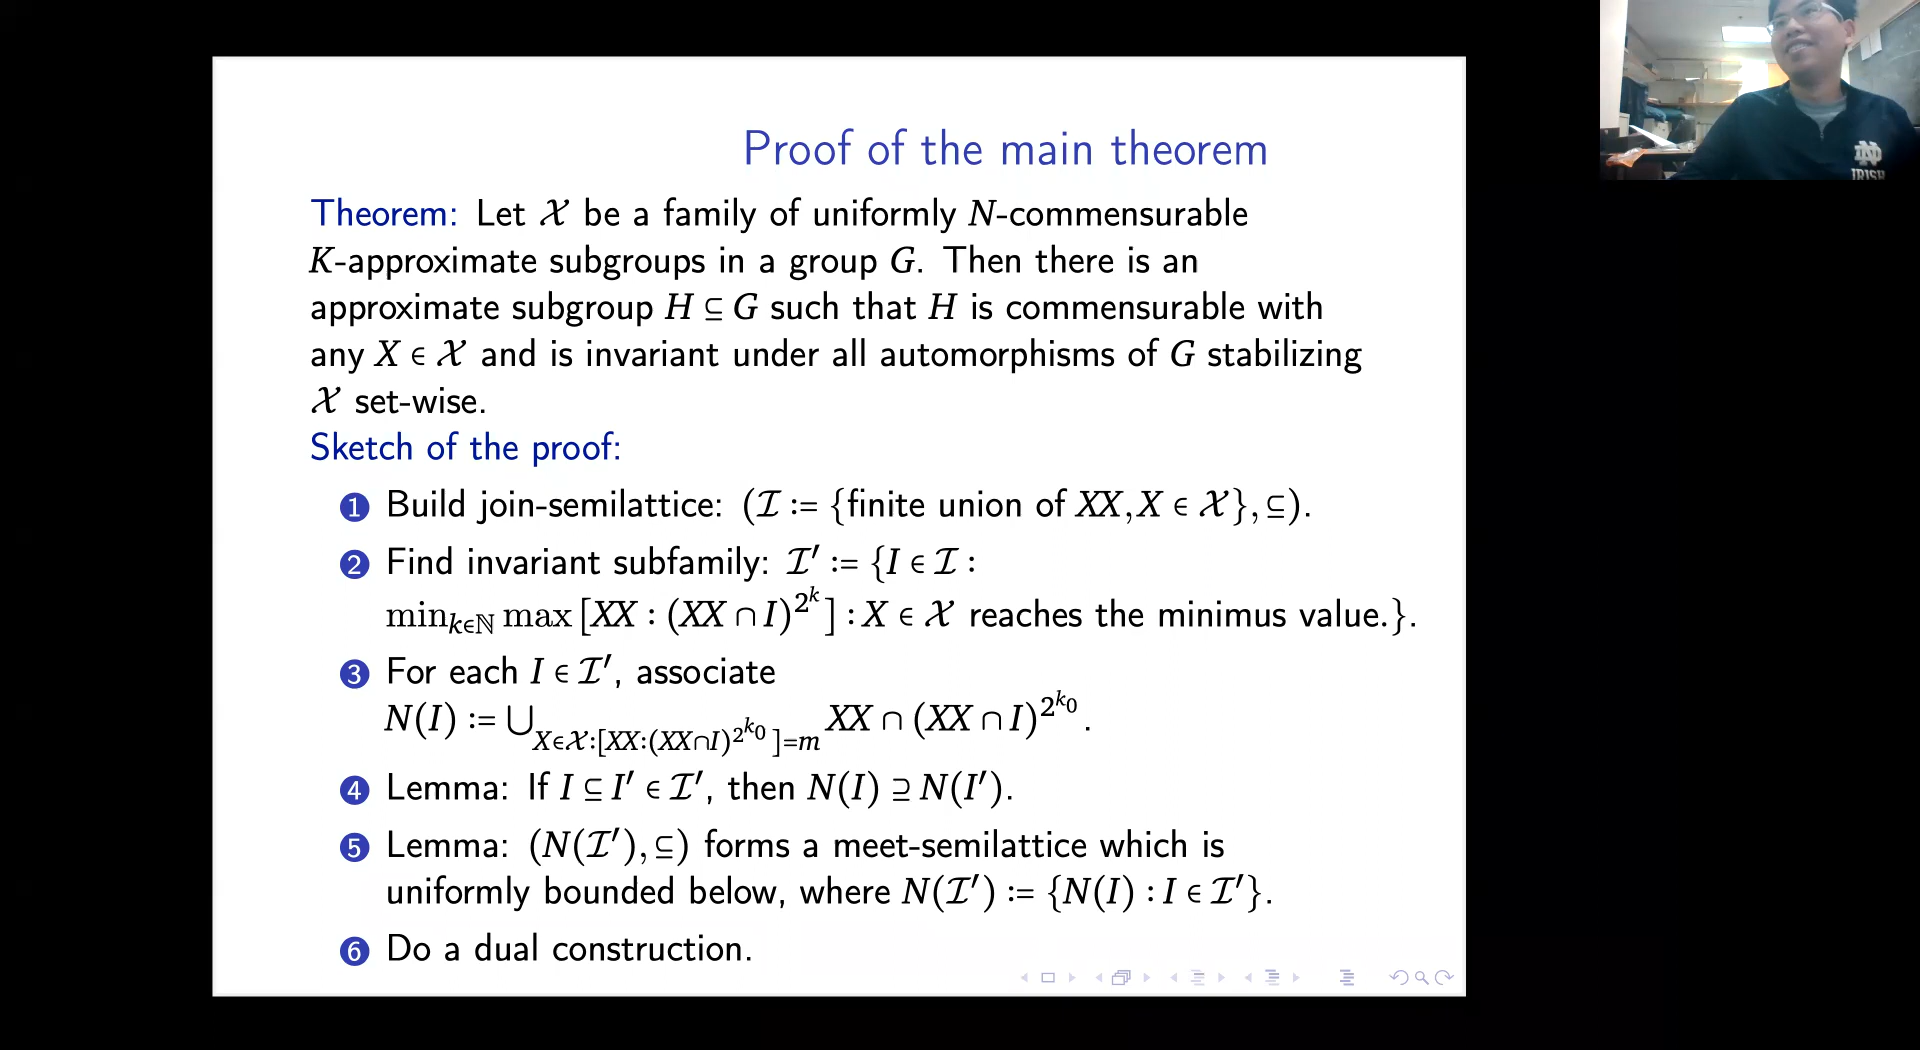 Proof of the main theorem
Theorem: Let 𝒳 be a family of uniformly N-commensurable
K-approximate subgroups in a group G. Then there is an
approximate subgroup H ⊆ G such that H is commensurable with
any X ∈ 𝒳 and is invariant under all automorphisms of G stabilizing
𝒳 set-wise.
Sketch of the proof:
1 Build join-semilattice: (ℐ := {finite union of XX, X ∈ 𝒳}, ⊆).
2 Find invariant subfamily: ℐ′ := {I ∈ ℐ :
min_{k∈ℕ} max [XX : (XX ∩ I)^{2^k}] : X ∈ 𝒳 reaches the minimus value.}.
3 For each I ∈ ℐ′, associate
N(I) := ⋃_{X∈𝒳:[XX:(XX∩I)^{2^{k_0}}]=m} XX ∩ (XX ∩ I)^{2^{k_0}}.
4 Lemma: If I ⊆ I′ ∈ ℐ′, then N(I) ⊇ N(I′).
5 Lemma: (N(ℐ′), ⊆) forms a meet-semilattice which is
uniformly bounded below, where N(ℐ′) := {N(I) : I ∈ ℐ′}.
6 Do a dual construction.
ND
IRISH